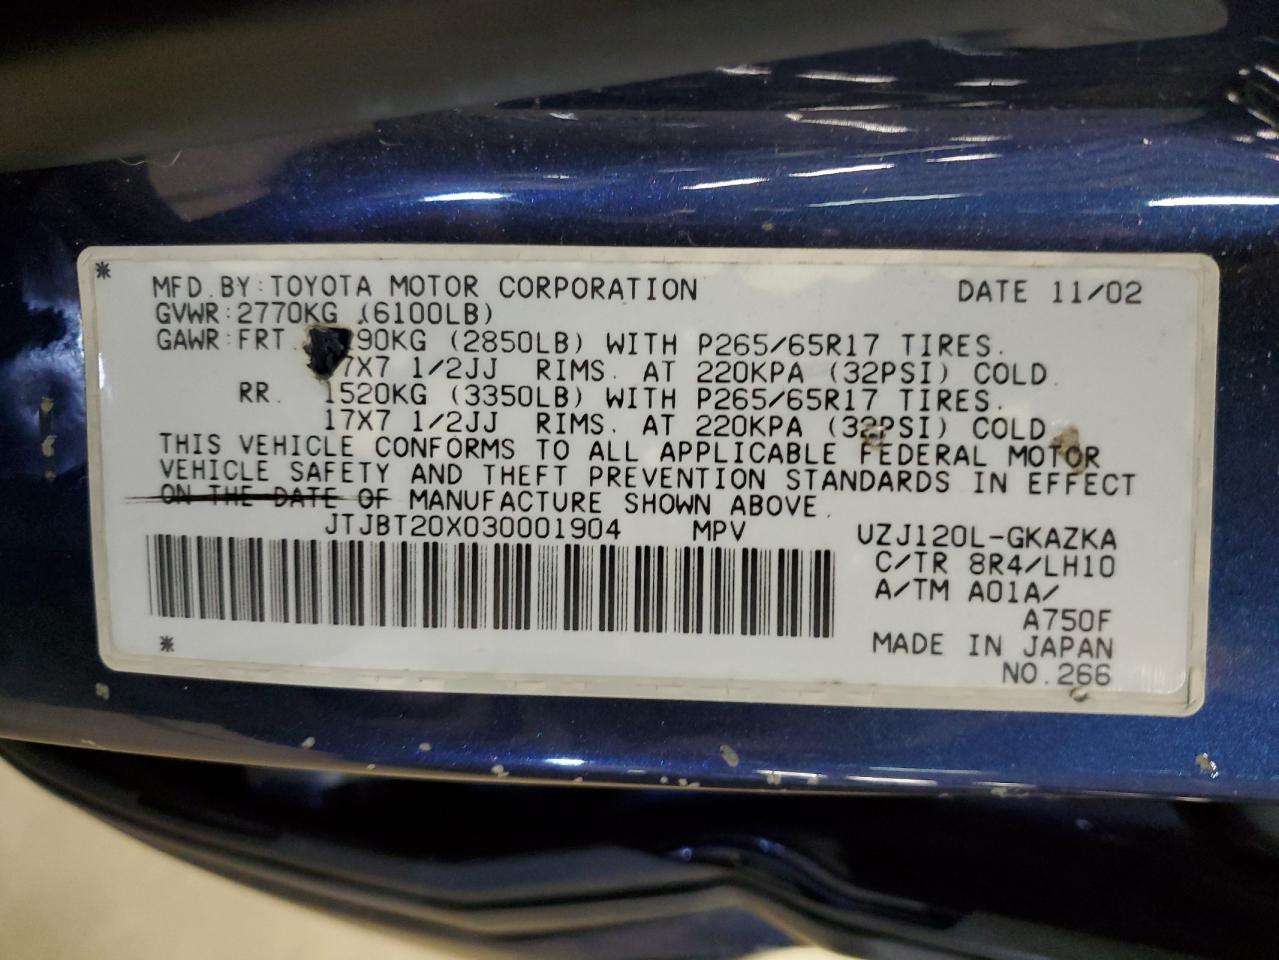 *
MFD. BY: TOYOTA MOTOR CORPORATION DATE 11/02
GVWR: 2770KG (6100LB)
GAWR: FRT 90KG (2850LB) WITH P265/65R17 TIRES.
7X7 1/2JJ RIMS. AT 220KPA (32PSI) COLD.
RR. 1520KG (3350LB) WITH P265/65R17 TIRES.
17X7 1/2JJ RIMS. AT 220KPA (32PSI) COLD.
THIS VEHICLE CONFORMS TO ALL APPLICABLE FEDERAL MOTOR
VEHICLE SAFETY AND THEFT PREVENTION STANDARDS IN EFFECT
ON THE DATE OF MANUFACTURE SHOWN ABOVE.
JTJBT20X030001904 MPV UZJ120L-GKAZKA
C/TR 8R4/LH10
A/TM A01A/
A750F
* MADE IN JAPAN
NO.266